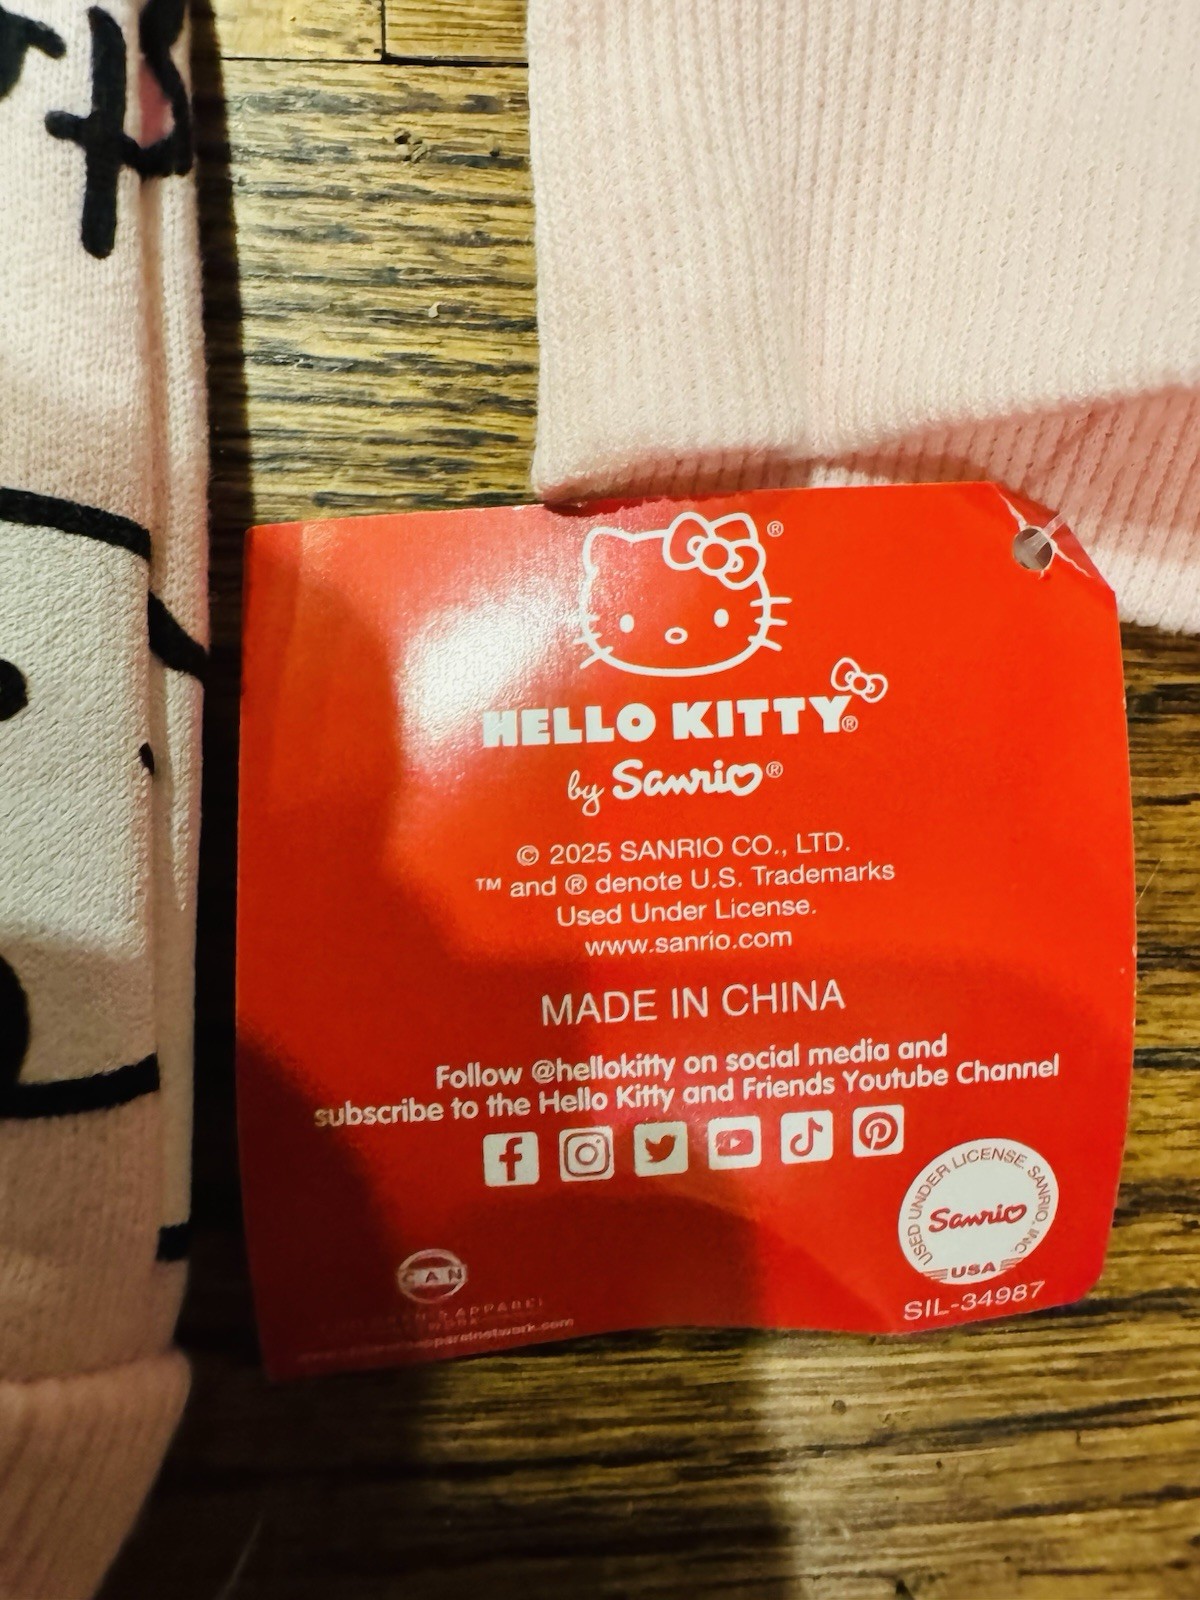 HELLO KITTY®
by Sanrio®
© 2025 SANRIO CO., LTD.
™ and ® denote U.S. Trademarks
Used Under License.
www.sanrio.com
MADE IN CHINA
Follow @hellokitty on social media and
subscribe to the Hello Kitty and Friends Youtube Channel
USED UNDER LICENSE, SANRIO, INC.
Sanrio
USA
SIL-34987
CAN